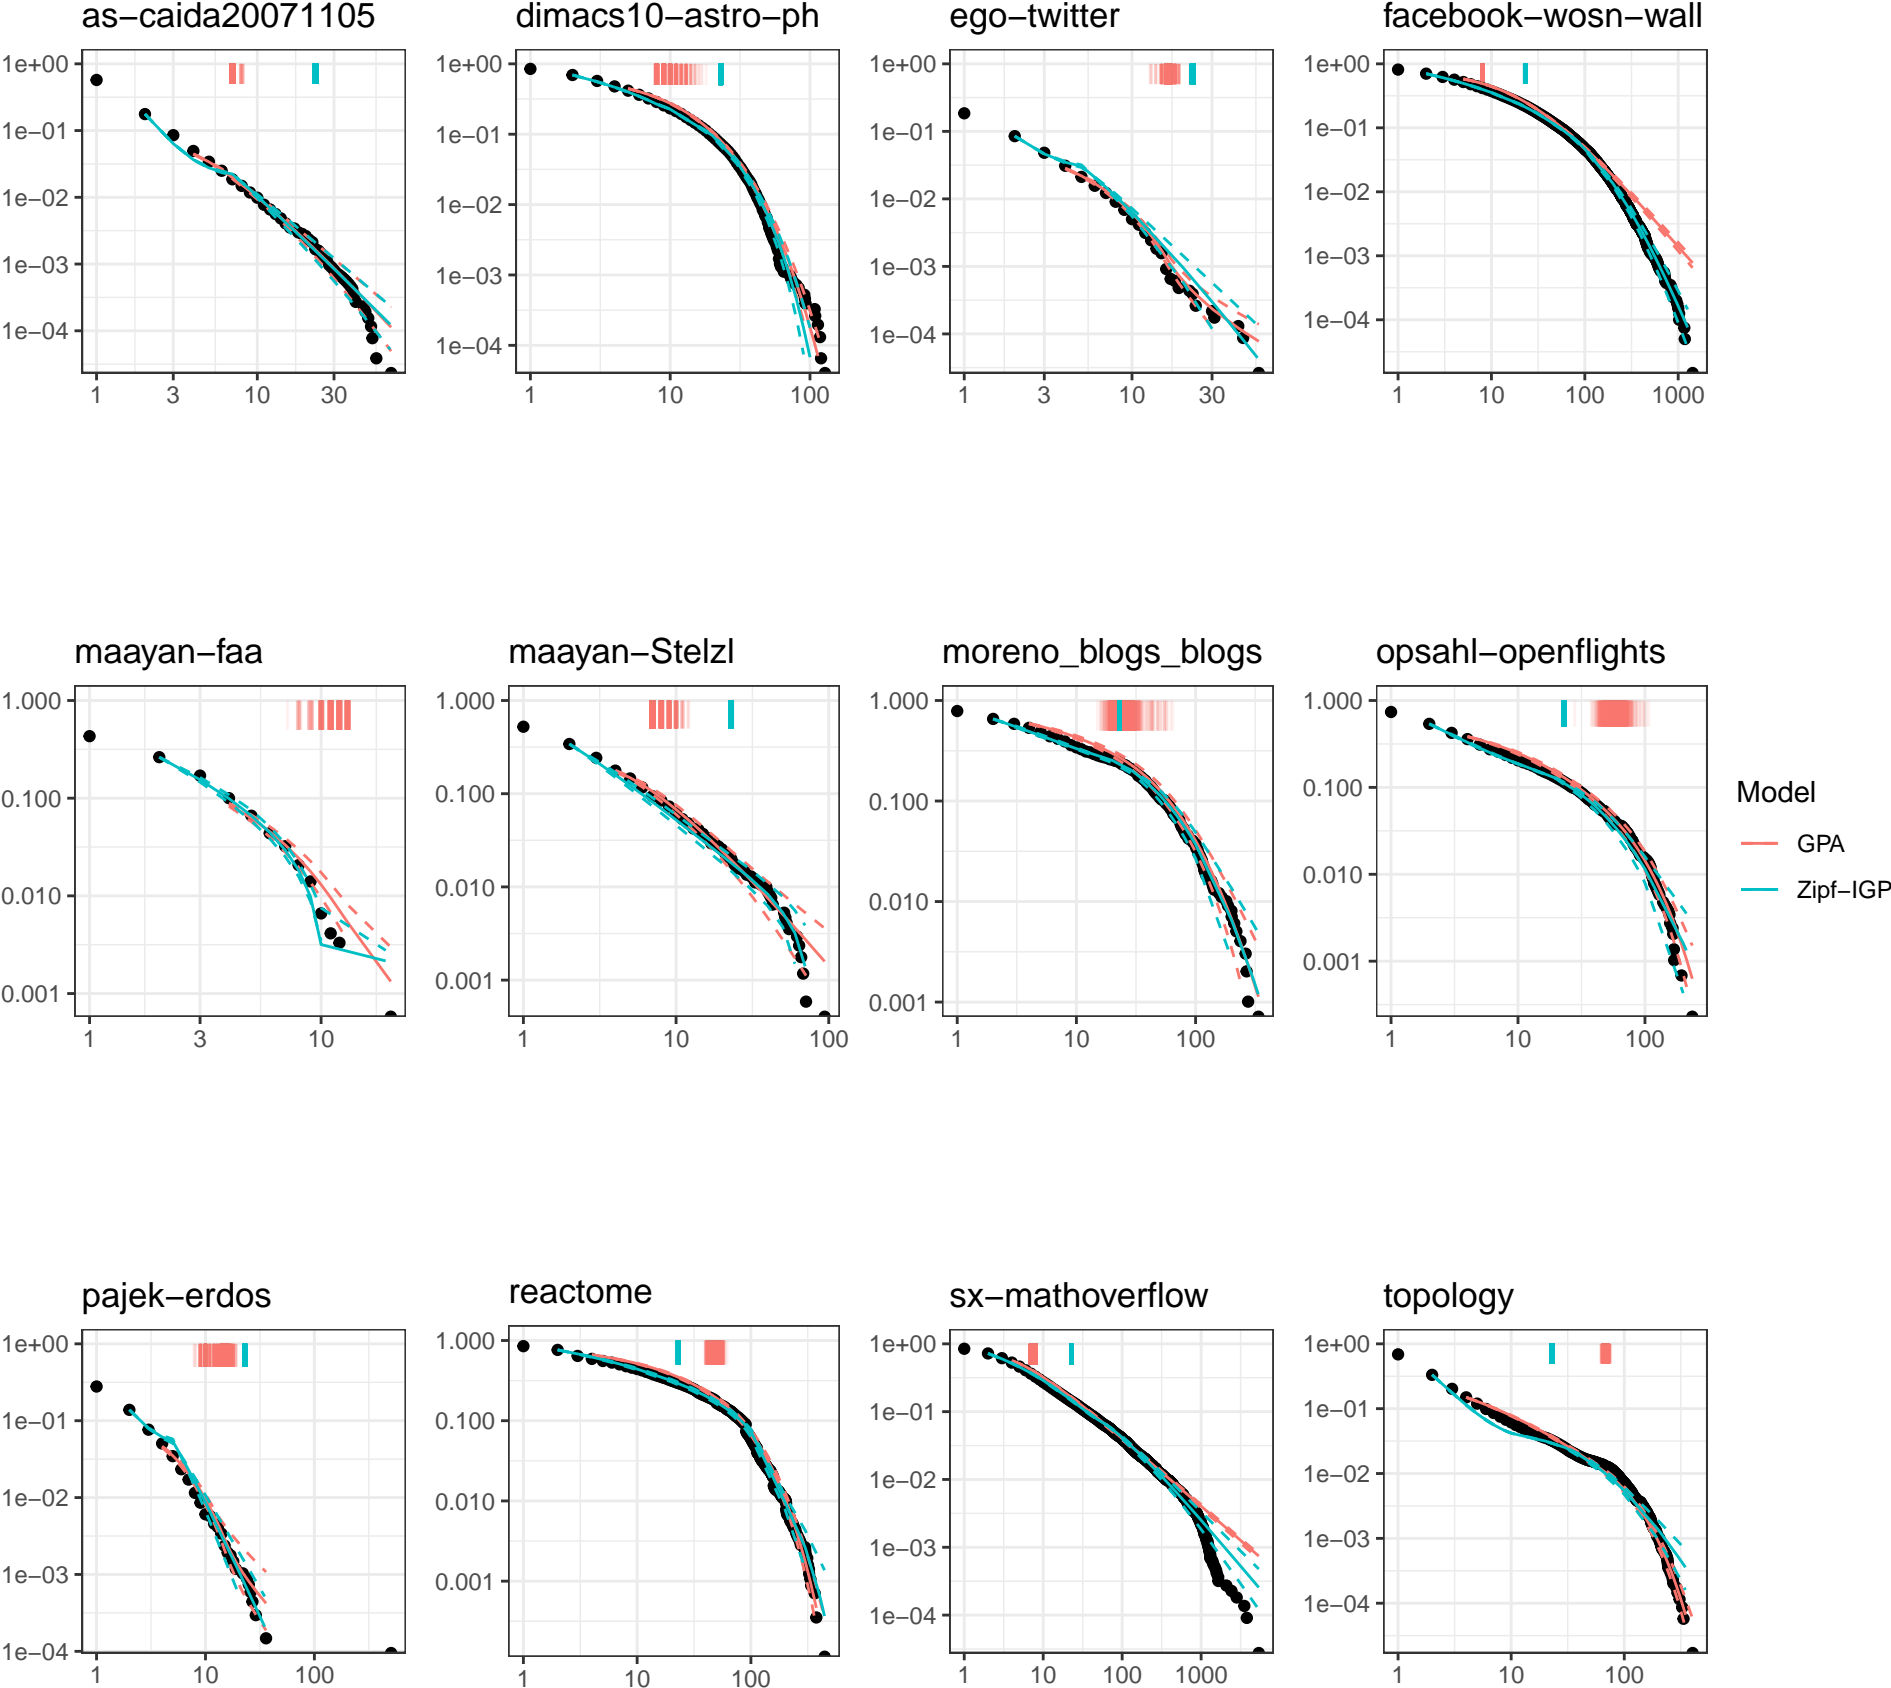 as−caida20071105
dimacs10−astro−ph
ego−twitter
facebook−wosn−wall
1e+00
1e−01
1e−02
1e−03
1e−04
1 3 10 30
1e+00
1e−01
1e−02
1e−03
1e−04
1 10 100
1e+00
1e−01
1e−02
1e−03
1e−04
1 3 10 30
1e+00
1e−01
1e−02
1e−03
1e−04
1 10 100 1000
maayan−faa
maayan−Stelzl
moreno_blogs_blogs
opsahl−openflights
1.000
0.100
0.010
0.001
1 3 10
1.000
0.100
0.010
0.001
1 10 100
1.000
0.100
0.010
0.001
1 10 100
1.000
0.100
0.010
0.001
1 10 100
Model
GPA
Zipf−IGP
pajek−erdos
reactome
sx−mathoverflow
topology
1e+00
1e−01
1e−02
1e−03
1e−04
1 10 100
1.000
0.100
0.010
0.001
1 10 100
1e+00
1e−01
1e−02
1e−03
1e−04
1 10 100 1000
1e+00
1e−01
1e−02
1e−03
1e−04
1 10 100